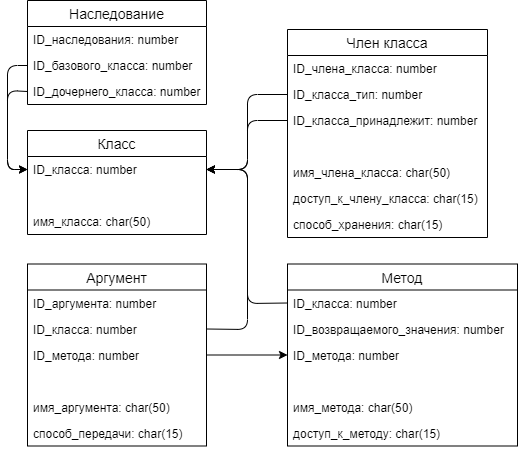 Наследование
ID_наследования: number
ID_базового_класса: number
ID_дочернего_класса: number
Класс
ID_класса: number
имя_класса: char(50)
Член класса
ID_члена_класса: number
ID_класса_тип: number
ID_класса_принадлежит: number
имя_члена_класса: char(50)
доступ_к_члену_класса: char(15)
способ_хранения: char(15)
Аргумент
ID_аргумента: number
ID_класса: number
ID_метода: number
имя_аргумента: char(50)
способ_передачи: char(15)
Метод
ID_класса: number
ID_возвращаемого_значения: number
ID_метода: number
имя_метода: char(50)
доступ_к_методу: char(15)